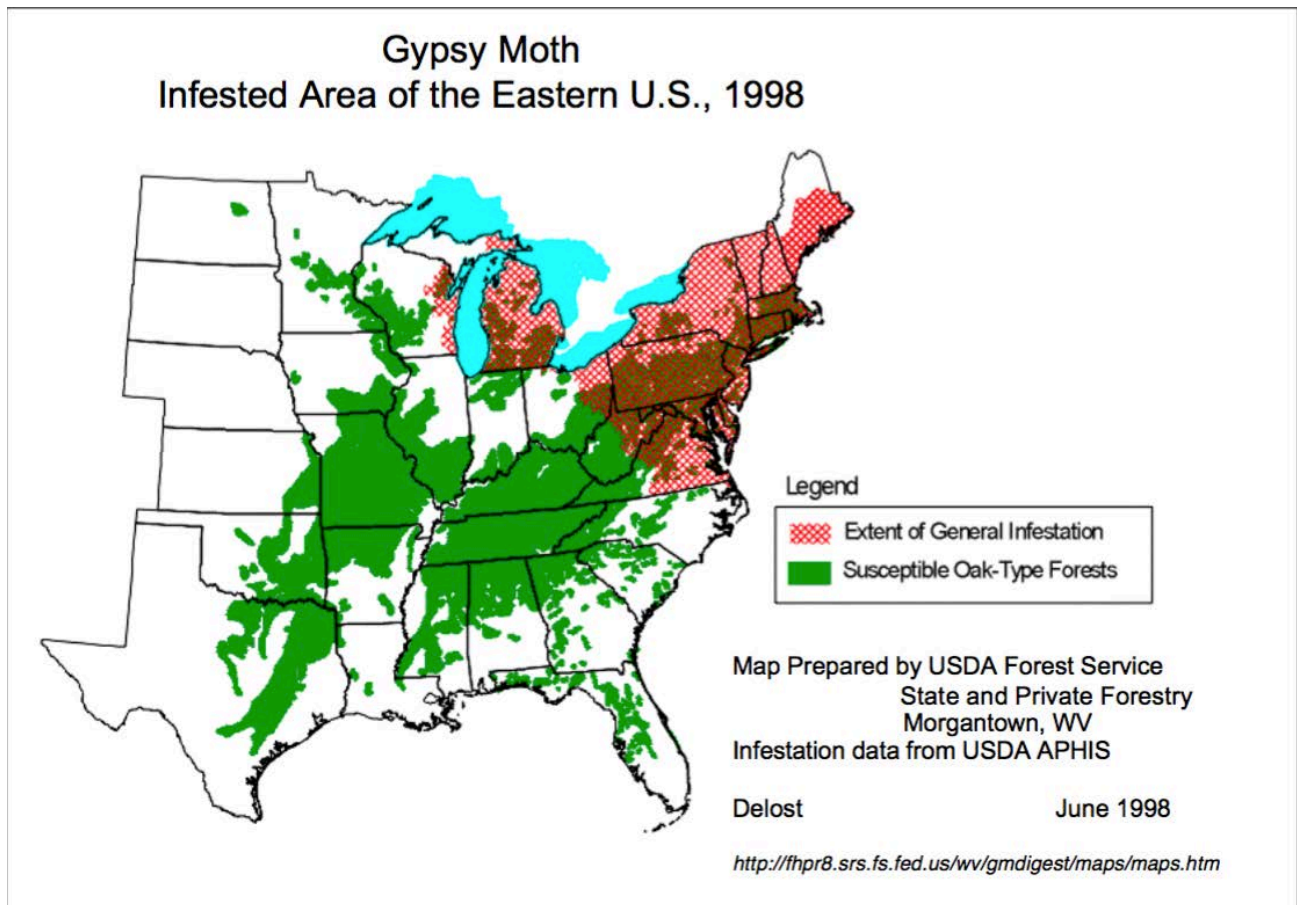 Gypsy Moth
Infested Area of the Eastern U.S., 1998
Legend
Extent of General Infestation
Susceptible Oak-Type Forests
Map Prepared by USDA Forest Service
State and Private Forestry
Morgantown, WV
Infestation data from USDA APHIS
Delost June 1998
http://fhpr8.srs.fs.fed.us/wv/gmdigest/maps/maps.htm